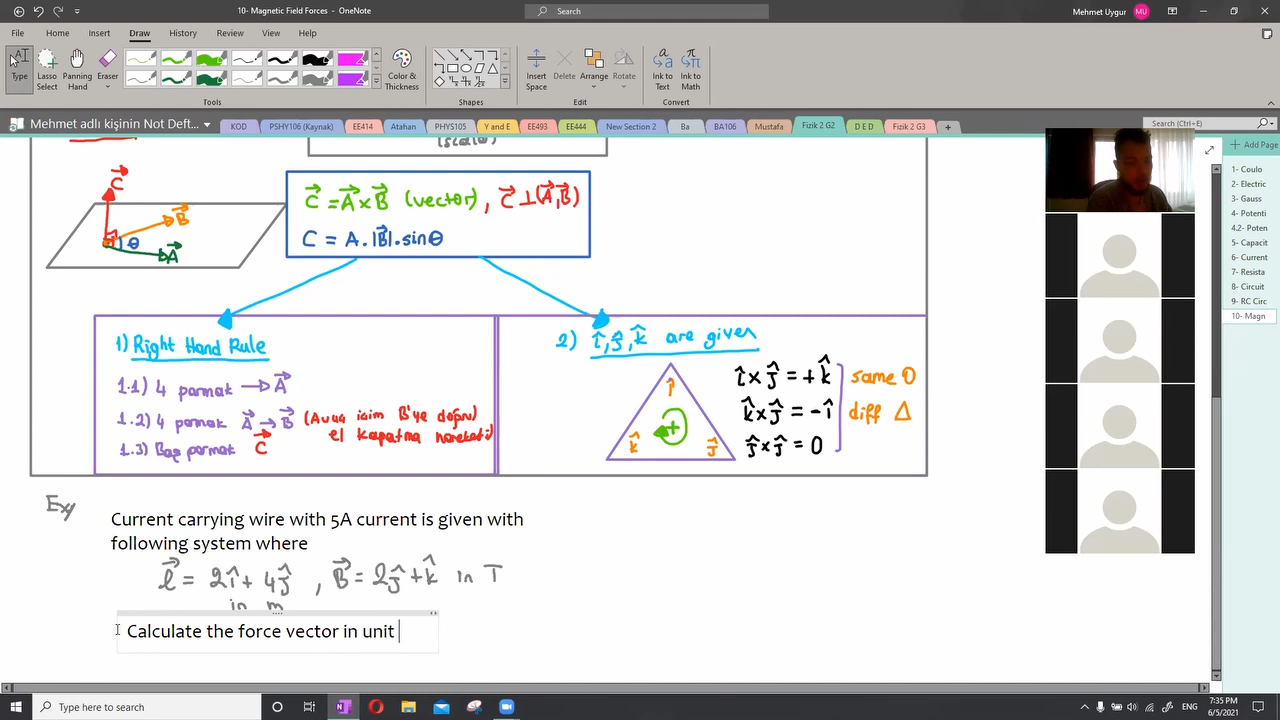 10- Magnetic Field Forces - OneNote
Search
Mehmet Uygur
MU
File Home Insert Draw History Review View Help
Type
Lasso Select
Panning Hand
Eraser
Color & Thickness
Insert Space
Delete
Arrange
Rotate
Ink to Text
Ink to Math
Tools
Shapes
Edit
Convert
Mehmet adlı kişinin Not Deft...
KOD PSHY106 (Kaynak) EE414 Atahan PHYS105 Y and E EE493 EE444 New Section 2 Ba BA106 Mustafa Fizik 2 G2 D E D Fizik 2 G3 +
Search (Ctrl+E)
Add Page
1- Coulo
2- Electric
3- Gauss
4- Potenti
4.2- Poten
5- Capacit
6- Current
7- Resista
8- Circuit
9- RC Circ
10- Magn
(scalar)
C⃗
B⃗
θ
A⃗
C⃗ = A⃗ x B⃗ (vector), C⃗ ⊥ (A⃗,B⃗)
C = A.|B⃗|.sinθ
1) Right Hand Rule
1.1) 4 parmak → A⃗
1.2) 4 parmak A⃗ → B⃗ (Avuç içim B'ye doğru)
el kapatma hareketi)
1.3) Baş parmak C⃗
2) î, ĵ, k̂ are given
î
k̂
ĵ
+
î x ĵ = +k̂
k̂ x ĵ = -î
ĵ x ĵ = 0
same 0
diff Δ
Ex
Current carrying wire with 5A current is given with
following system where
l⃗ = 2î + 4ĵ , B⃗ = 2ĵ + k̂ in T
in m
Calculate the force vector in unit
Type here to search
ENG
7:35 PM
6/5/2021